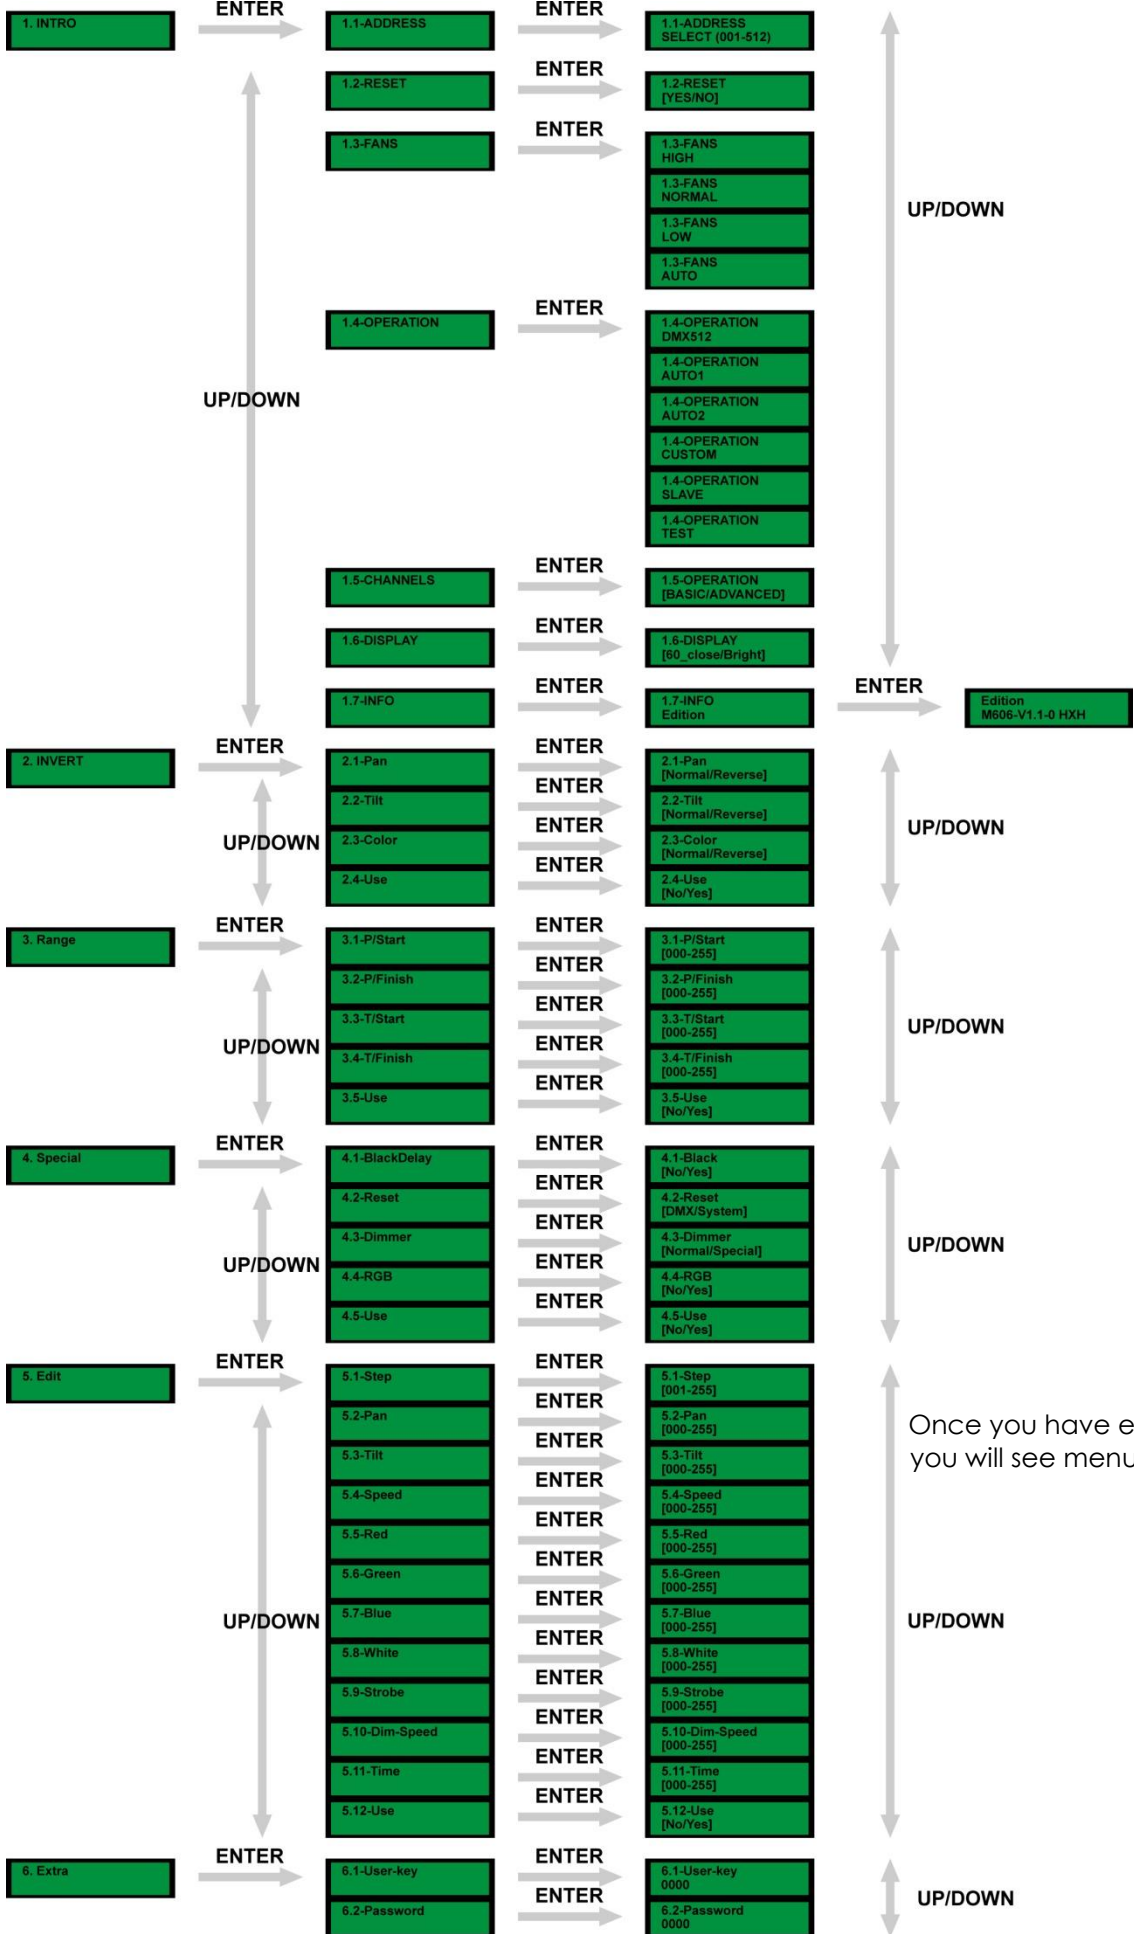 ENTER
ENTER
1. INTRO
1.1-ADDRESS
1.1-ADDRESS
SELECT (001-512)
ENTER
1.2-RESET
1.2-RESET
[YES/NO]
ENTER
1.3-FANS
1.3-FANS
HIGH
1.3-FANS
NORMAL
1.3-FANS
LOW
1.3-FANS
AUTO
UP/DOWN
ENTER
1.4-OPERATION
1.4-OPERATION
DMX512
1.4-OPERATION
AUTO1
1.4-OPERATION
AUTO2
1.4-OPERATION
CUSTOM
1.4-OPERATION
SLAVE
1.4-OPERATION
TEST
UP/DOWN
ENTER
1.5-CHANNELS
1.5-OPERATION
[BASIC/ADVANCED]
ENTER
1.6-DISPLAY
1.6-DISPLAY
[60_close/Bright]
ENTER
ENTER
1.7-INFO
1.7-INFO
Edition
Edition
M606-V1.1-0 HXH
ENTER
ENTER
2. INVERT
2.1-Pan
2.1-Pan
[Normal/Reverse]
ENTER
2.2-Tilt
2.2-Tilt
[Normal/Reverse]
ENTER
UP/DOWN
2.3-Color
2.3-Color
[Normal/Reverse]
UP/DOWN
ENTER
2.4-Use
2.4-Use
[No/Yes]
ENTER
ENTER
3. Range
3.1-P/Start
3.1-P/Start
[000-255]
ENTER
3.2-P/Finish
3.2-P/Finish
[000-255]
ENTER
3.3-T/Start
3.3-T/Start
[000-255]
UP/DOWN
ENTER
UP/DOWN
3.4-T/Finish
3.4-T/Finish
[000-255]
ENTER
3.5-Use
3.5-Use
[No/Yes]
ENTER
ENTER
4. Special
4.1-BlackDelay
4.1-Black
[No/Yes]
ENTER
4.2-Reset
4.2-Reset
[DMX/System]
ENTER
4.3-Dimmer
4.3-Dimmer
[Normal/Special]
UP/DOWN
ENTER
UP/DOWN
4.4-RGB
4.4-RGB
[No/Yes]
ENTER
4.5-Use
4.5-Use
[No/Yes]
ENTER
ENTER
5. Edit
5.1-Step
5.1-Step
[001-255]
ENTER
5.2-Pan
5.2-Pan
[000-255]
Once you have e
you will see menu
ENTER
5.3-Tilt
5.3-Tilt
[000-255]
ENTER
5.4-Speed
5.4-Speed
[000-255]
ENTER
5.5-Red
5.5-Red
[000-255]
ENTER
5.6-Green
5.6-Green
[000-255]
ENTER
UP/DOWN
5.7-Blue
5.7-Blue
[000-255]
UP/DOWN
ENTER
5.8-White
5.8-White
[000-255]
ENTER
5.9-Strobe
5.9-Strobe
[000-255]
ENTER
5.10-Dim-Speed
5.10-Dim-Speed
[000-255]
ENTER
5.11-Time
5.11-Time
[000-255]
ENTER
5.12-Use
5.12-Use
[No/Yes]
ENTER
ENTER
6. Extra
6.1-User-key
6.1-User-key
0000
ENTER
UP/DOWN
6.2-Password
6.2-Password
0000